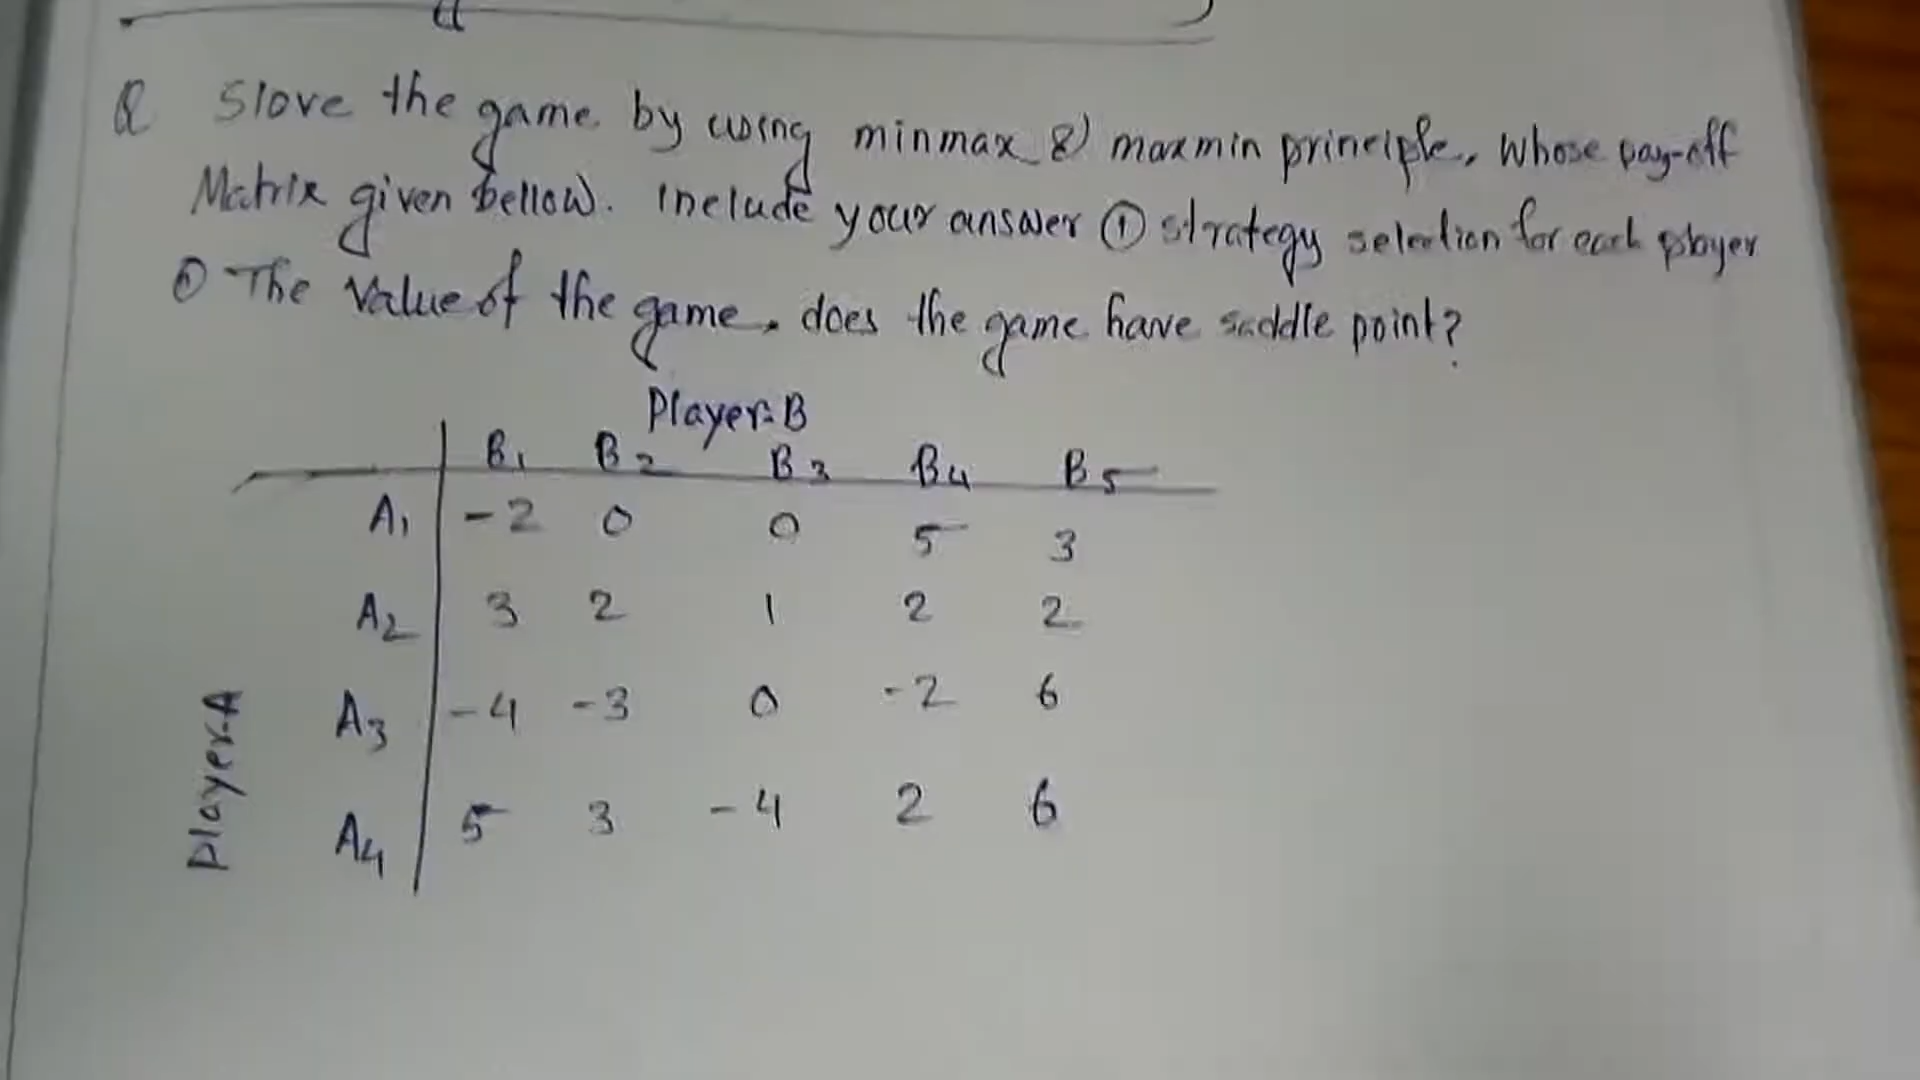 Q Slove the game by using minmax & maxmin principle, whose pay-off
Matrix given bellow. Include your answer ① strategy selection for each player
The Value of the game, does the game have saddle point?
Player:B
B1 B2 B3 B4 B5
A1 -2 0 0 5 3
A2 3 2 1 2 2
A3 -4 -3 0 -2 6
A4 5 3 -4 2 6
Player-A